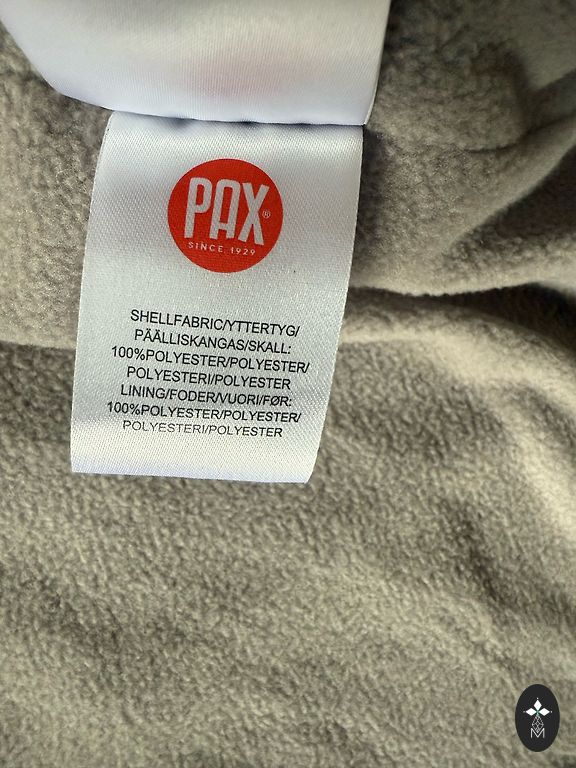 PAX®
SINCE 1929
SHELLFABRIC/YTTERTYG/
PÄÄLLISKANGAS/SKALL:
100%POLYESTER/POLYESTER/
POLYESTERI/POLYESTER
LINING/FODER/VUORI/FØR:
100%POLYESTER/POLYESTER/
POLYESTERI/POLYESTER
M